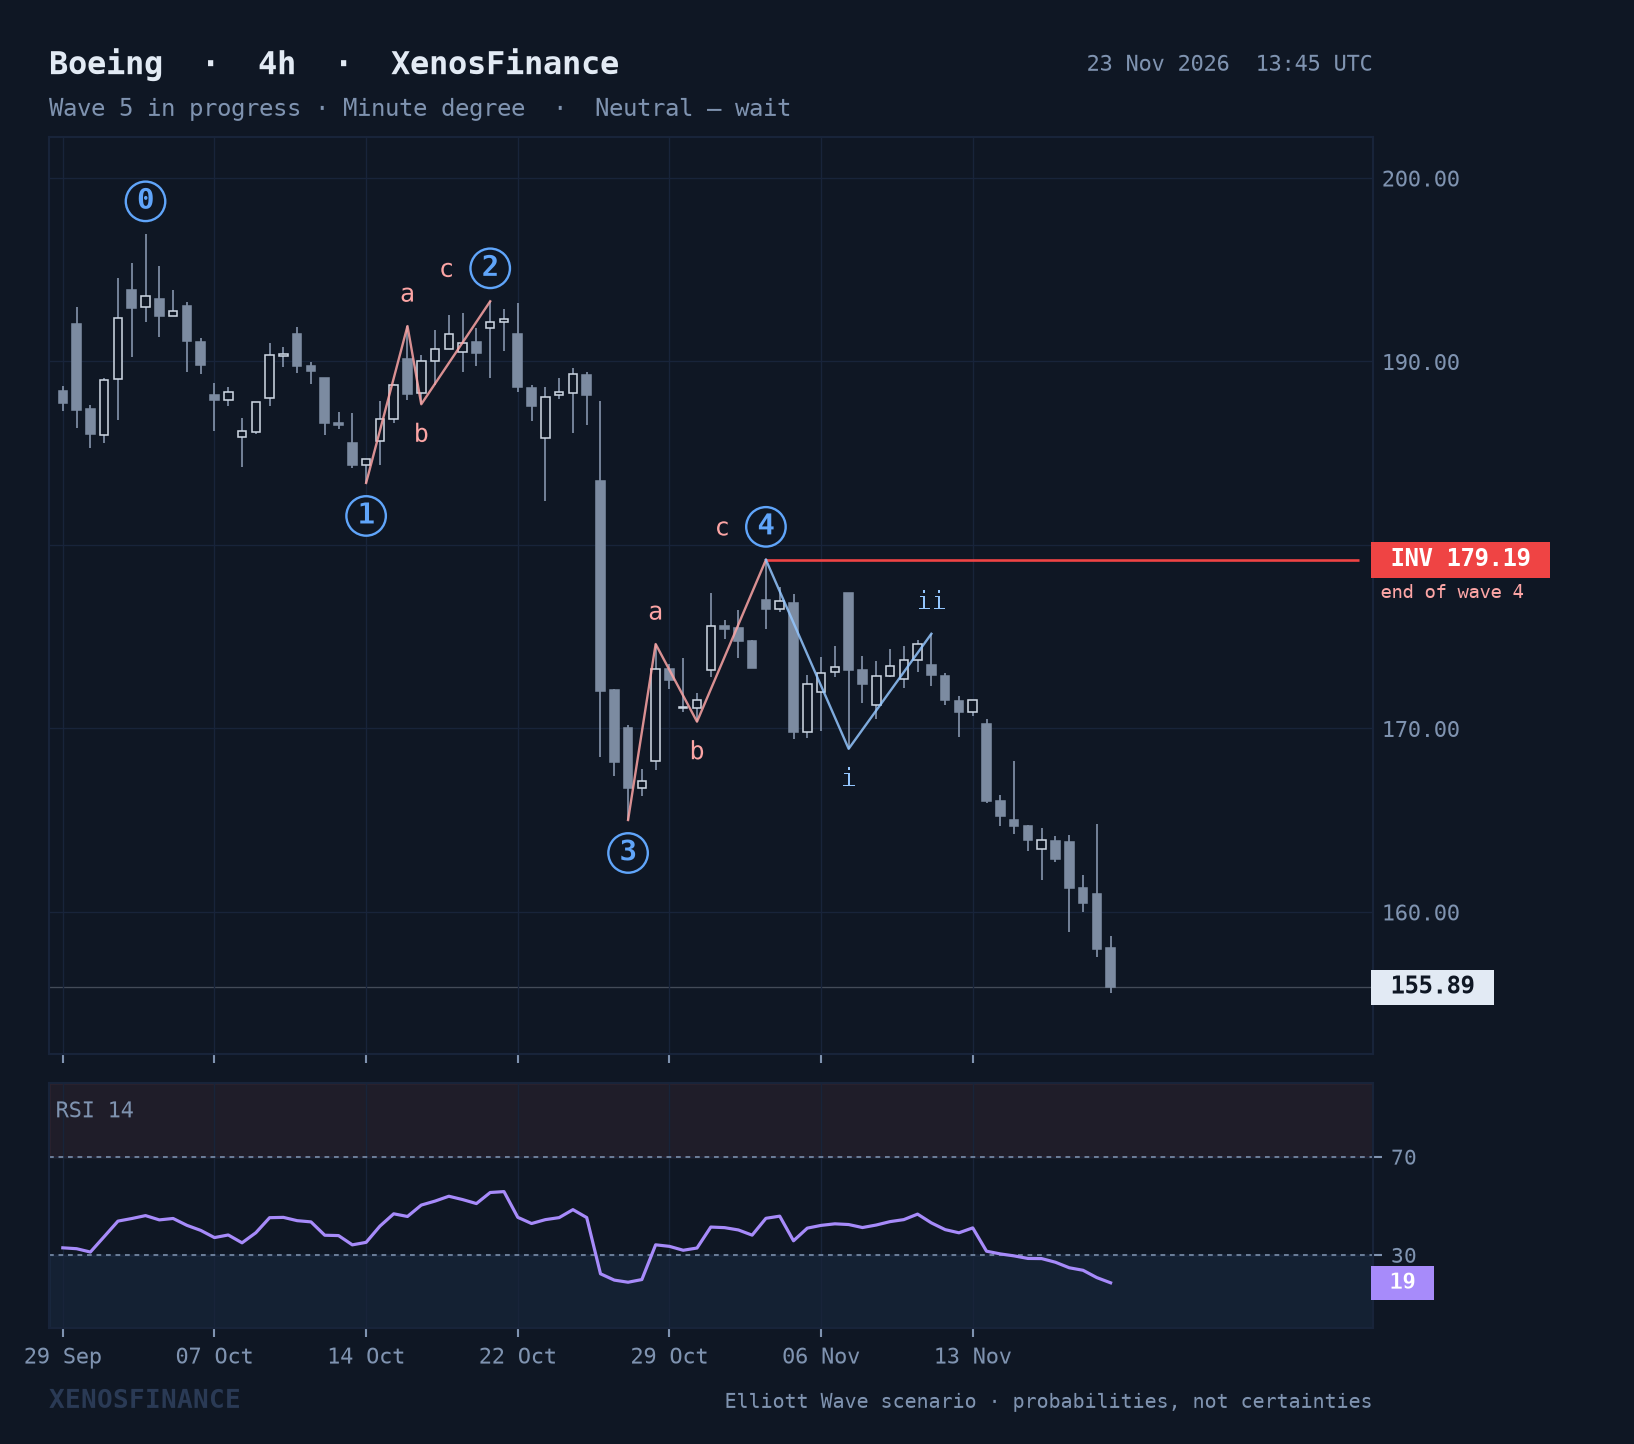 Boeing · 4h · XenosFinance
23 Nov 2026 13:45 UTC
Wave 5 in progress · Minute degree · Neutral — wait
200.00
0
2
c
a
190.00
b
1
c
4
INV 179.19
end of wave 4
ii
a
170.00
b
i
3
160.00
155.89
RSI 14
70
30
19
29 Sep 07 Oct 14 Oct 22 Oct 29 Oct 06 Nov 13 Nov
XENOSFINANCE
Elliott Wave scenario · probabilities, not certainties